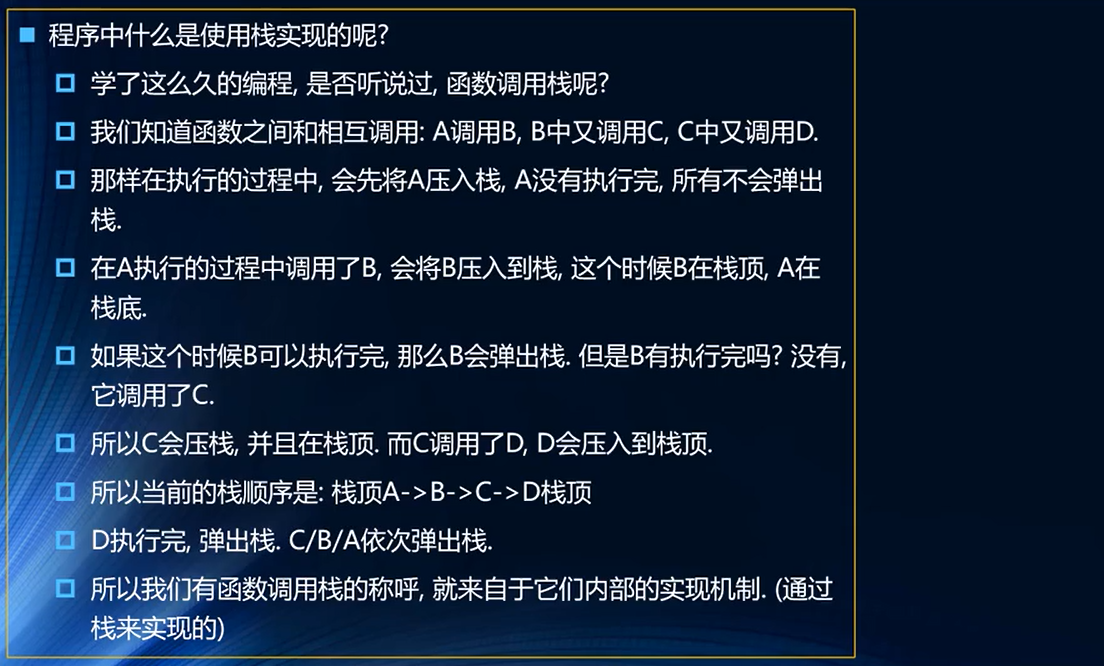 程序中什么是使用栈实现的呢?
学了这么久的编程, 是否听说过, 函数调用栈呢?
我们知道函数之间和相互调用: A调用B, B中又调用C, C中又调用D.
那样在执行的过程中, 会先将A压入栈, A没有执行完, 所有不会弹出
栈.
在A执行的过程中调用了B, 会将B压入到栈, 这个时候B在栈顶, A在
栈底.
如果这个时候B可以执行完, 那么B会弹出栈. 但是B有执行完吗? 没有,
它调用了C.
所以C会压栈, 并且在栈顶. 而C调用了D, D会压入到栈顶.
所以当前的栈顺序是: 栈顶A->B->C->D栈顶
D执行完, 弹出栈. C/B/A依次弹出栈.
所以我们有函数调用栈的称呼, 就来自于它们内部的实现机制. (通过
栈来实现的)